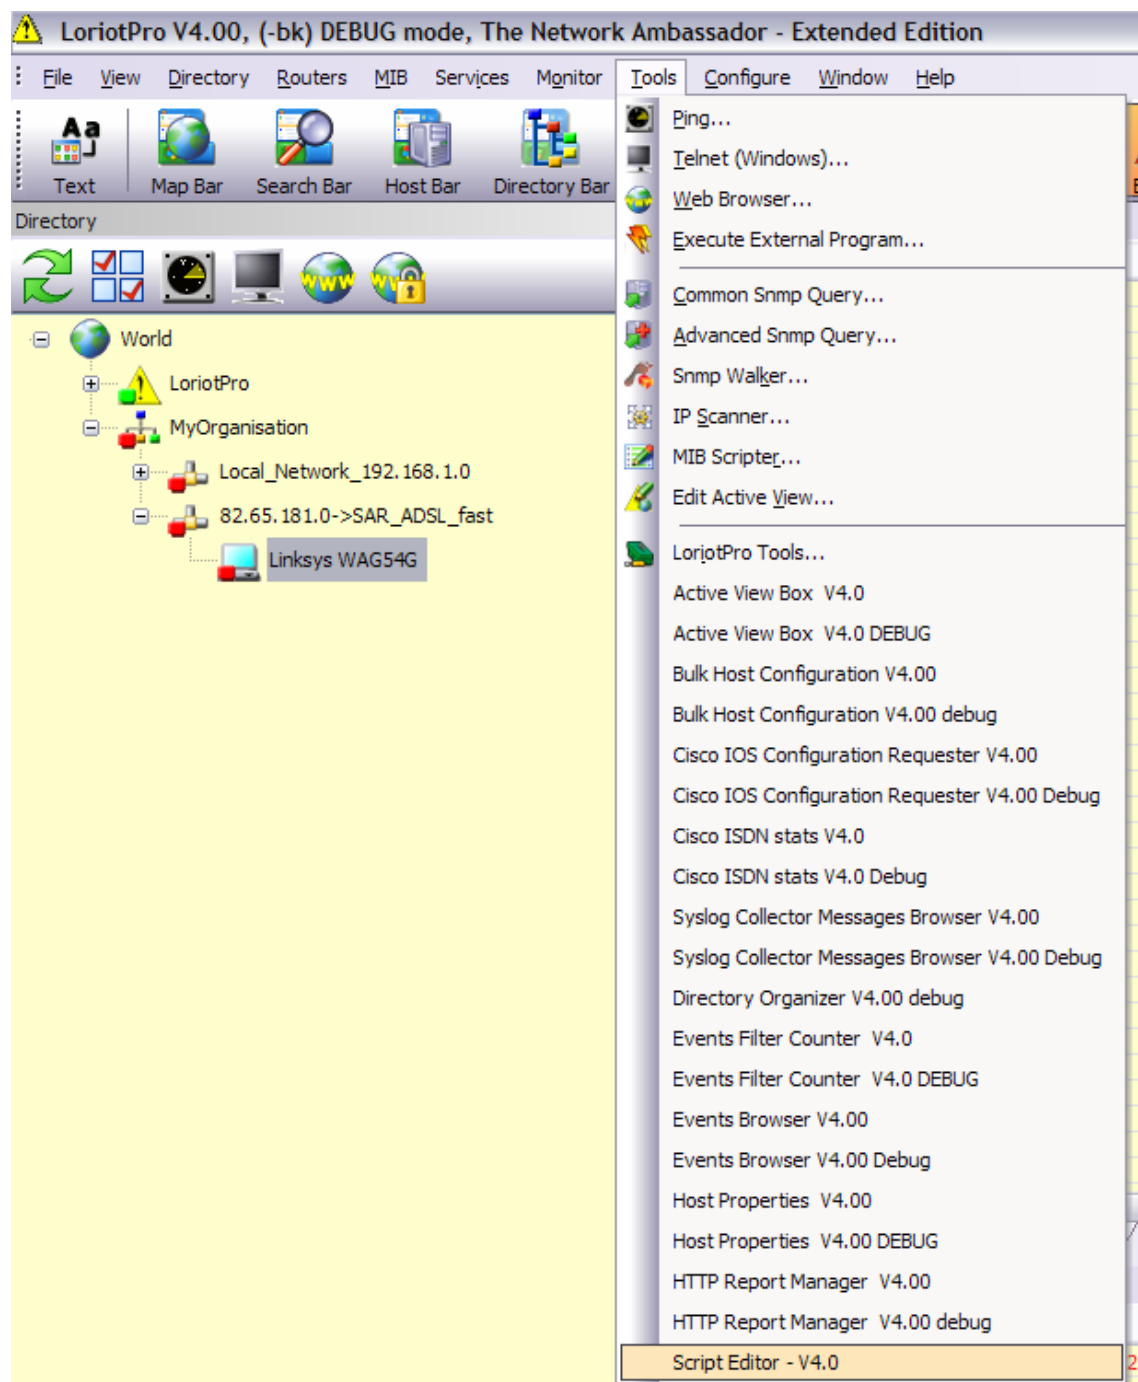 LoriotPro V4.00, (-bk) DEBUG mode, The Network Ambassador - Extended Edition
File View Directory Routers MIB Services Monitor Tools Configure Window Help
Aa
Text Map Bar Search Bar Host Bar Directory Bar
Directory
www www
World
LoriotPro
MyOrganisation
Local_Network_192.168.1.0
82.65.181.0->SAR_ADSL_fast
Linksys WAG54G
Ping...
Telnet (Windows)...
Web Browser...
Execute External Program...
Common Snmp Query...
Advanced Snmp Query...
Snmp Walker...
IP Scanner...
MIB Scripter...
Edit Active View...
LoriotPro Tools...
Active View Box V4.0
Active View Box V4.0 DEBUG
Bulk Host Configuration V4.00
Bulk Host Configuration V4.00 debug
Cisco IOS Configuration Requester V4.00
Cisco IOS Configuration Requester V4.00 Debug
Cisco ISDN stats V4.0
Cisco ISDN stats V4.0 Debug
Syslog Collector Messages Browser V4.00
Syslog Collector Messages Browser V4.00 Debug
Directory Organizer V4.00 debug
Events Filter Counter V4.0
Events Filter Counter V4.0 DEBUG
Events Browser V4.00
Events Browser V4.00 Debug
Host Properties V4.00
Host Properties V4.00 DEBUG
HTTP Report Manager V4.00
HTTP Report Manager V4.00 debug
Script Editor - V4.0